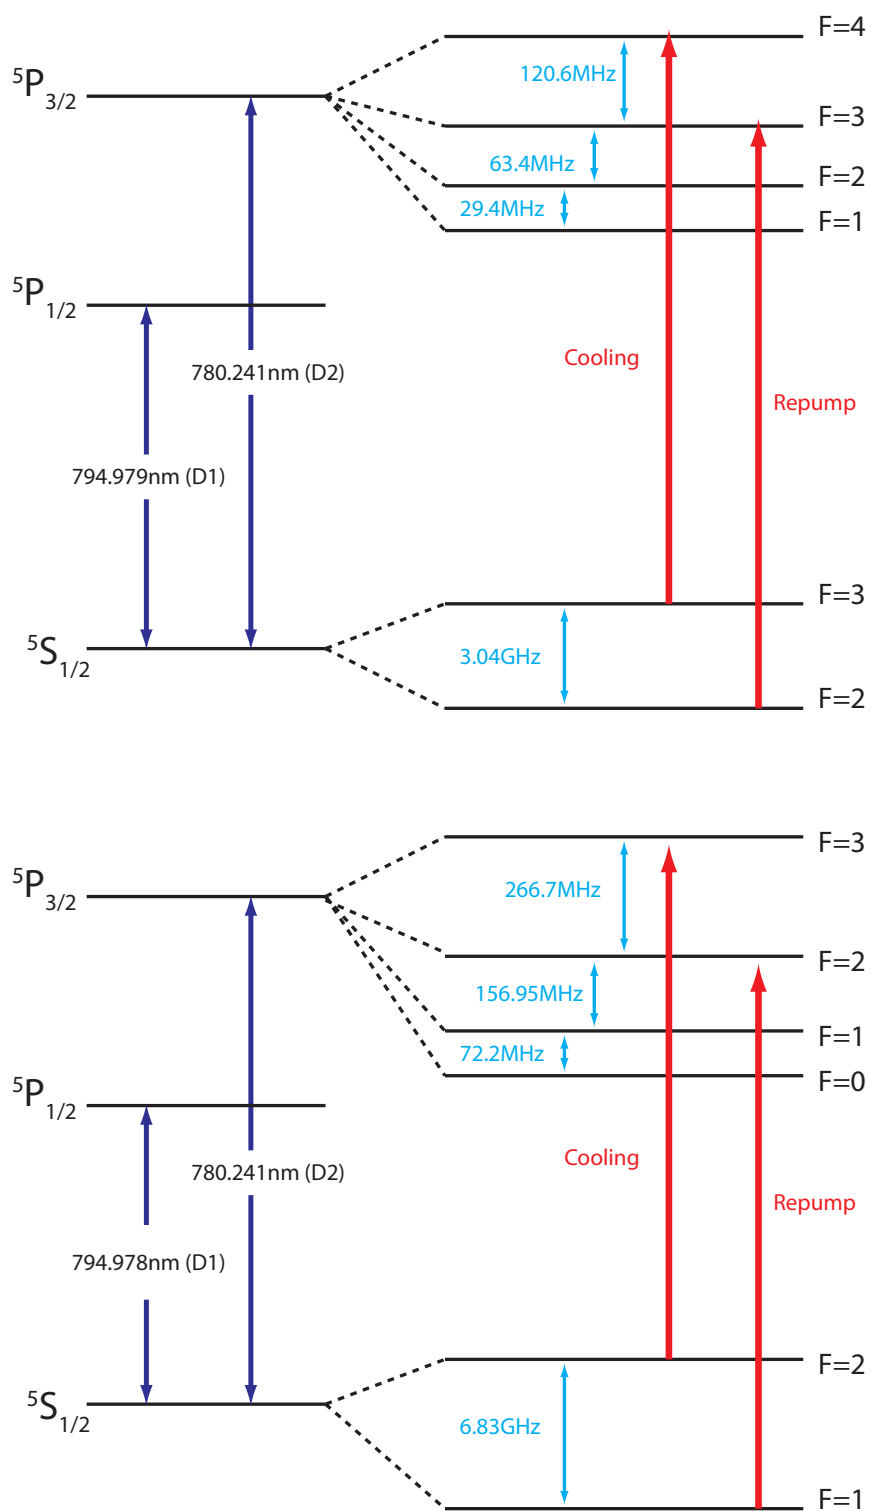 F=4
120.6MHz
5P3/2
F=3
63.4MHz
F=2
29.4MHz
F=1
5P1/2
Cooling
780.241nm (D2)
Repump
794.979nm (D1)
F=3
5S1/2
3.04GHz
F=2
F=3
5P3/2
266.7MHz
F=2
156.95MHz
F=1
72.2MHz
F=0
5P1/2
Cooling
780.241nm (D2)
Repump
794.978nm (D1)
F=2
5S1/2
6.83GHz
F=1